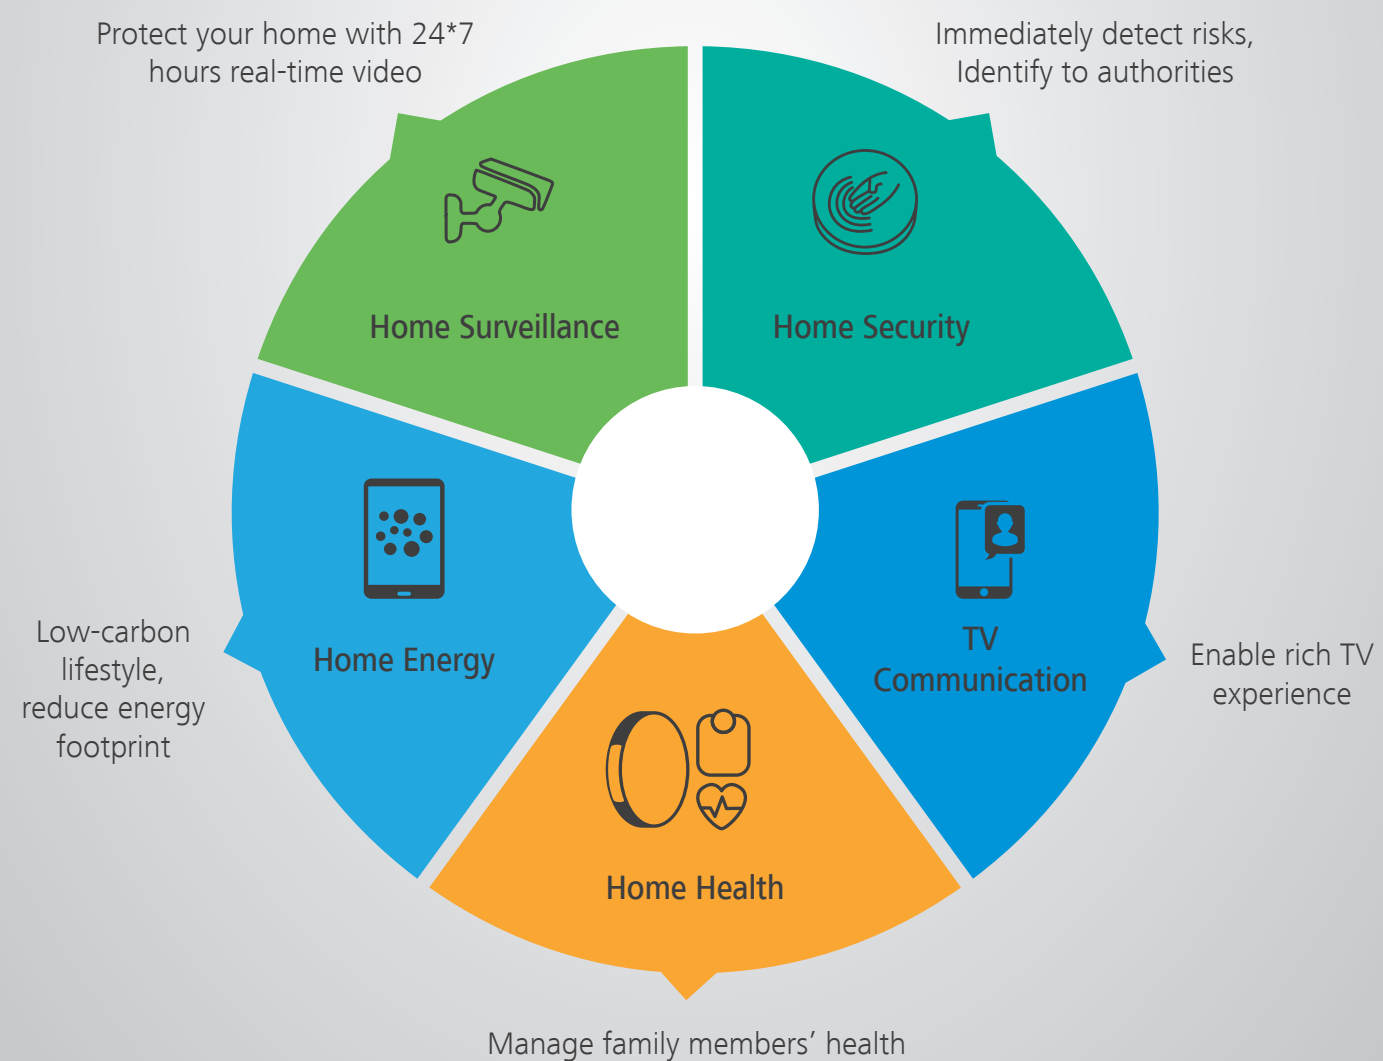 Protect your home with 24*7
hours real-time video
Immediately detect risks,
Identify to authorities
Home Surveillance
Home Security
Home Energy
TV
Communication
Low-carbon
lifestyle,
reduce energy
footprint
Enable rich TV
experience
Home Health
Manage family members’ health